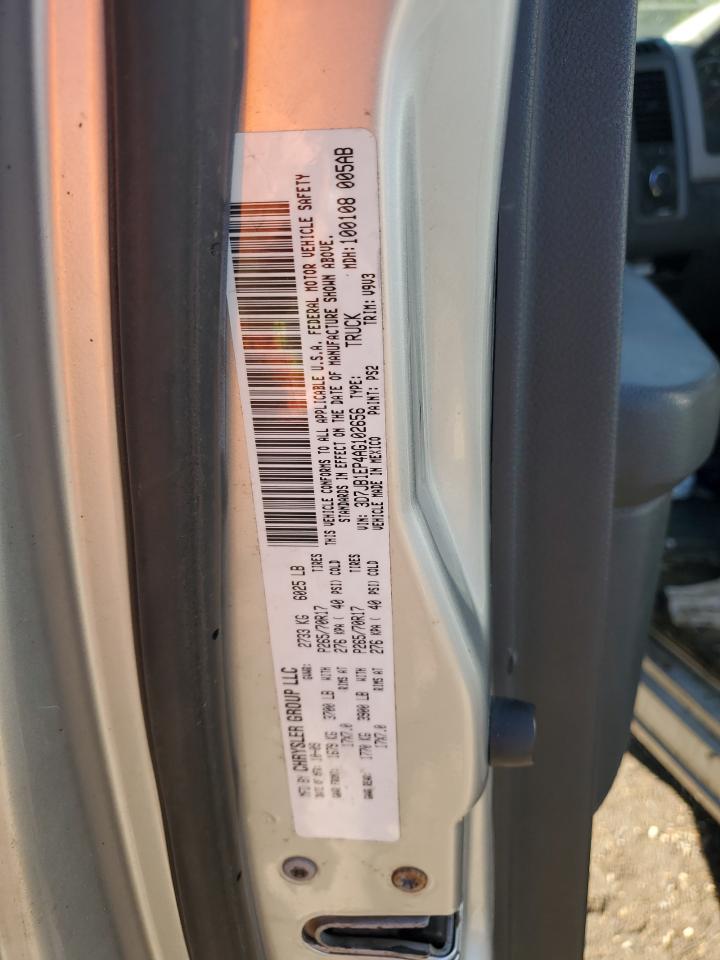 MFD BY CHRYSLER GROUP LLC
DATE OF MFR: 10-09 GVWR: 2733 KG 6025 LB
GAWR FRONT: 1679 KG 3700 LB WITH P265/70R17 TIRES
17X7.0 RIMS AT 276 KPA( 40 PSI) COLD
GAWR REAR: 1770 KG 3900 LB WITH P265/70R17 TIRES
17X7.0 RIMS AT 276 KPA( 40 PSI) COLD
THIS VEHICLE CONFORMS TO ALL APPLICABLE U.S.A. FEDERAL MOTOR VEHICLE SAFETY
STANDARDS IN EFFECT ON THE DATE OF MANUFACTURE SHOWN ABOVE.
VIN: 3D7JB1EP4AG102656 TYPE: TRUCK MDH: 100108 005AB
VEHICLE MADE IN MEXICO PAINT: PS2 TRIM: V9V3